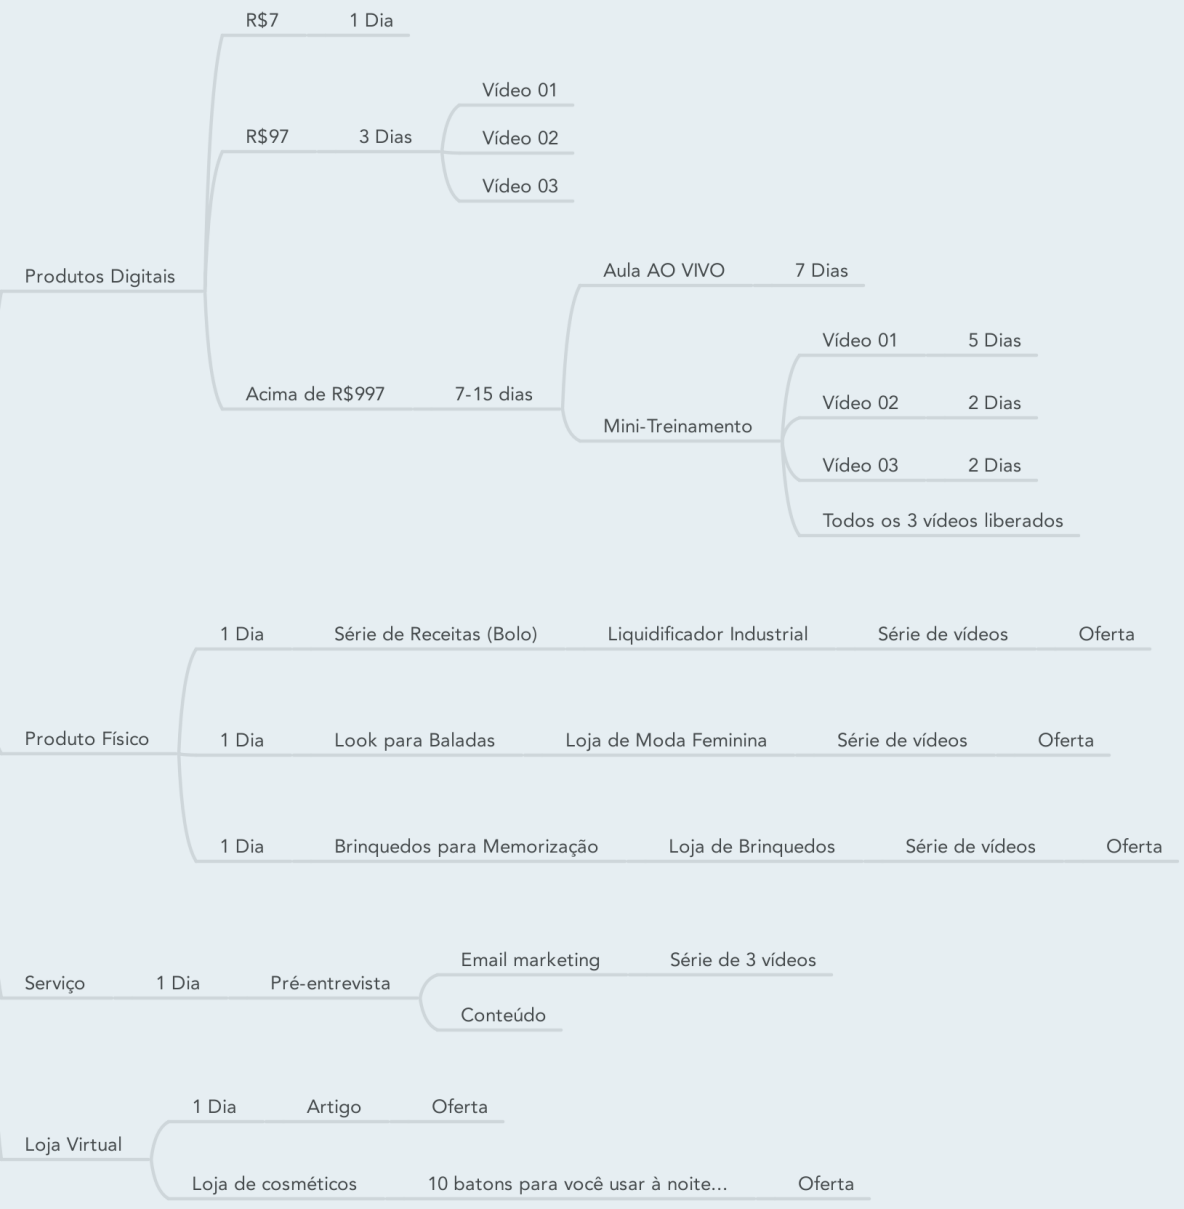 R$7 1 Dia
Vídeo 01
R$97 3 Dias Vídeo 02
Vídeo 03
Produtos Digitais
Aula AO VIVO 7 Dias
Vídeo 01 5 Dias
Acima de R$997 7-15 dias
Vídeo 02 2 Dias
Mini-Treinamento
Vídeo 03 2 Dias
Todos os 3 vídeos liberados
1 Dia Série de Receitas (Bolo) Liquidificador Industrial Série de vídeos Oferta
Produto Físico 1 Dia Look para Baladas Loja de Moda Feminina Série de vídeos Oferta
1 Dia Brinquedos para Memorização Loja de Brinquedos Série de vídeos Oferta
Email marketing Série de 3 vídeos
Serviço 1 Dia Pré-entrevista
Conteúdo
1 Dia Artigo Oferta
Loja Virtual
Loja de cosméticos 10 batons para você usar à noite... Oferta